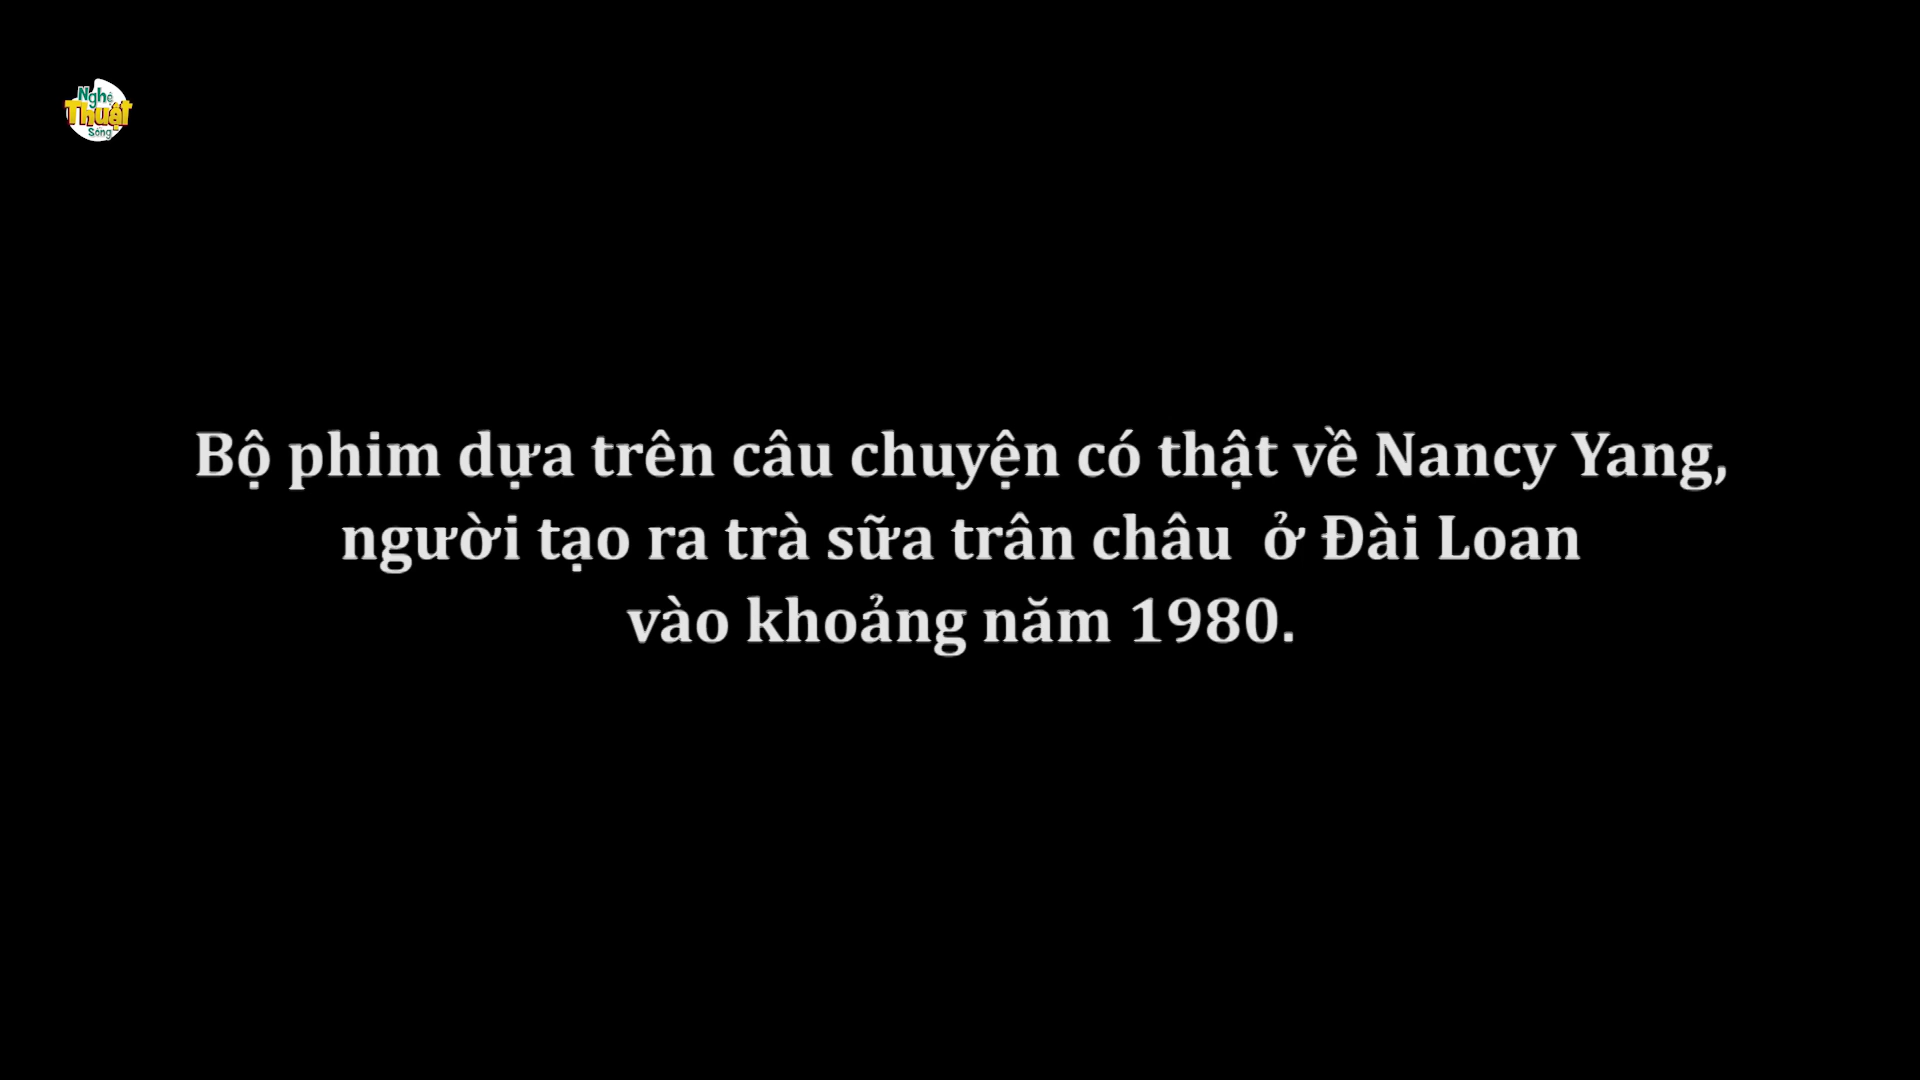 Nghệ
Thuật
Sống
Bộ phim dựa trên câu chuyện có thật về Nancy Yang,
người tạo ra trà sữa trân châu ở Đài Loan
vào khoảng năm 1980.